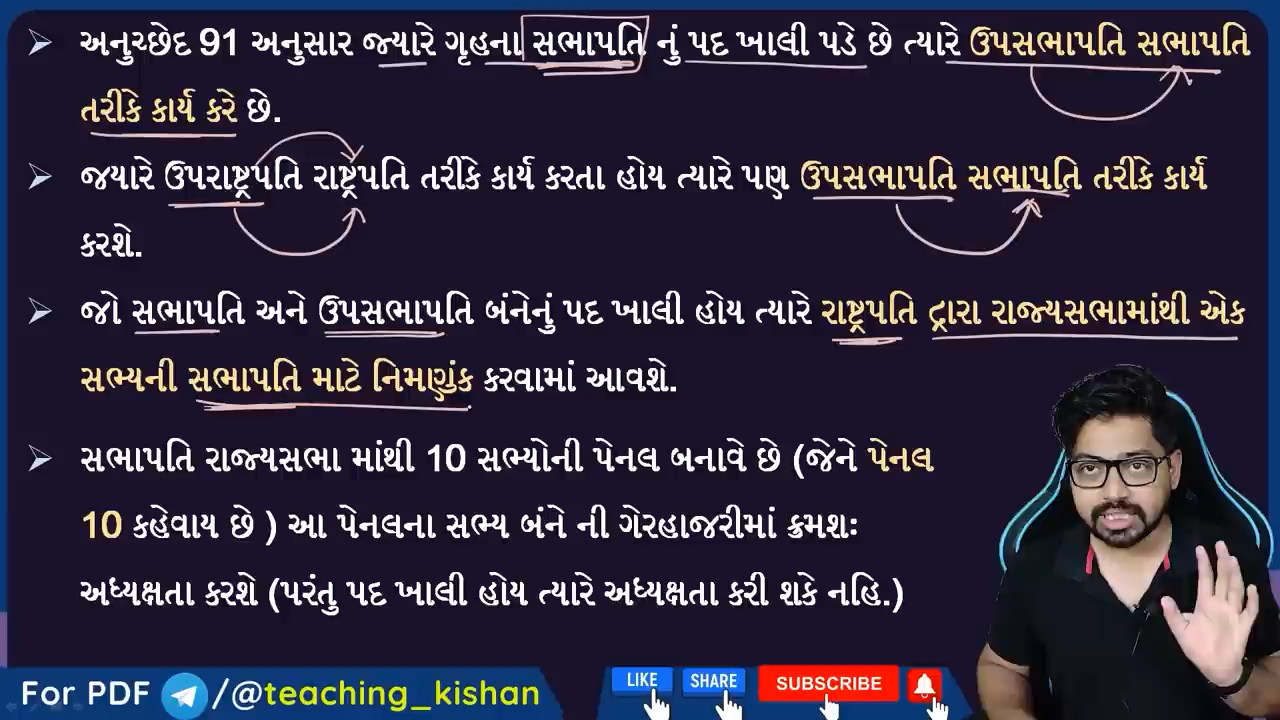 ➢ અનુચ્છેદ 91 અનુસાર જ્યારે ગૃહના સભાપતિ નું પદ ખાલી પડે છે ત્યારે ઉપસભાપતિ સભાપતિ
તરીકે કાર્ય કરે છે.
➢ જયારે ઉપરાષ્ટ્રપતિ રાષ્ટ્રપતિ તરીકે કાર્ય કરતા હોય ત્યારે પણ ઉપસભાપતિ સભાપતિ તરીકે કાર્ય
કરશે.
➢ જો સભાપતિ અને ઉપસભાપતિ બંનેનું પદ ખાલી હોય ત્યારે રાષ્ટ્રપતિ દ્વારા રાજ્યસભામાંથી એક
સભ્યની સભાપતિ માટે નિમણુંક કરવામાં આવશે.
➢ સભાપતિ રાજ્યસભા માંથી 10 સભ્યોની પેનલ બનાવે છે (જેને પેનલ
10 કહેવાય છે ) આ પેનલના સભ્ય બંને ની ગેરહાજરીમાં ક્રમશઃ
અધ્યક્ષતા કરશે (પરંતુ પદ ખાલી હોય ત્યારે અધ્યક્ષતા કરી શકે નહિ.)
For PDF /@teaching_kishan
LIKE SHARE SUBSCRIBE